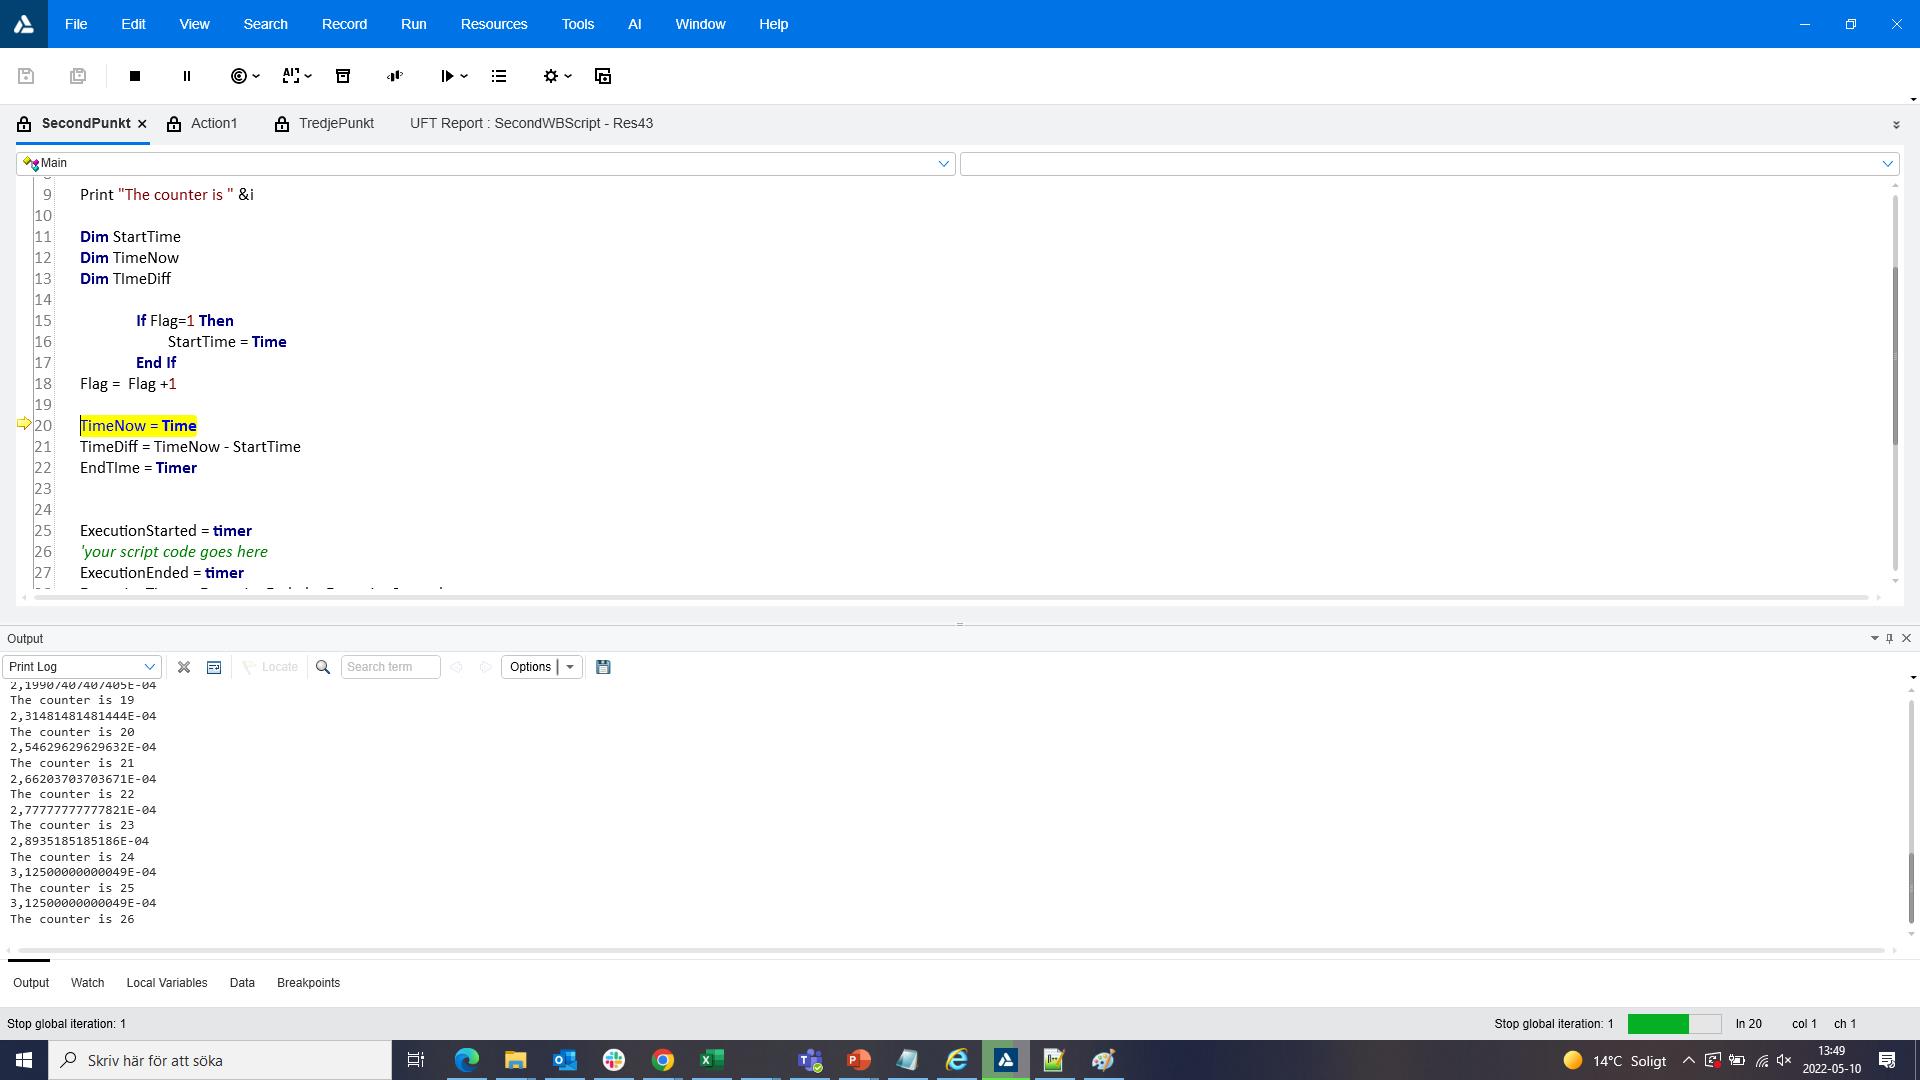 File Edit View Search Record Run Resources Tools AI Window Help
SecondPunkt Action1 TredjePunkt UFT Report : SecondWBScript - Res43
Main
9 Print "The counter is " &i
10
11 Dim StartTime
12 Dim TimeNow
13 Dim TImeDiff
14
15 If Flag=1 Then
16 StartTime = Time
17 End If
18 Flag =  Flag +1
19
20 TimeNow = Time
21 TimeDiff = TimeNow - StartTime
22 EndTIme = Timer
23
24
25 ExecutionStarted = timer
26 'your script code goes here
27 ExecutionEnded = timer
Output
Print Log Locate Search term Options
2,19907407407405E-04
The counter is 19
2,31481481481444E-04
The counter is 20
2,54629629629632E-04
The counter is 21
2,66203703703671E-04
The counter is 22
2,77777777777821E-04
The counter is 23
2,8935185185186E-04
The counter is 24
3,12500000000049E-04
The counter is 25
3,12500000000049E-04
The counter is 26
Output Watch Local Variables Data Breakpoints
Stop global iteration: 1 Stop global iteration: 1 ln 20 col 1 ch 1
Skriv här för att söka 14°C Soligt 13:49
2022-05-10